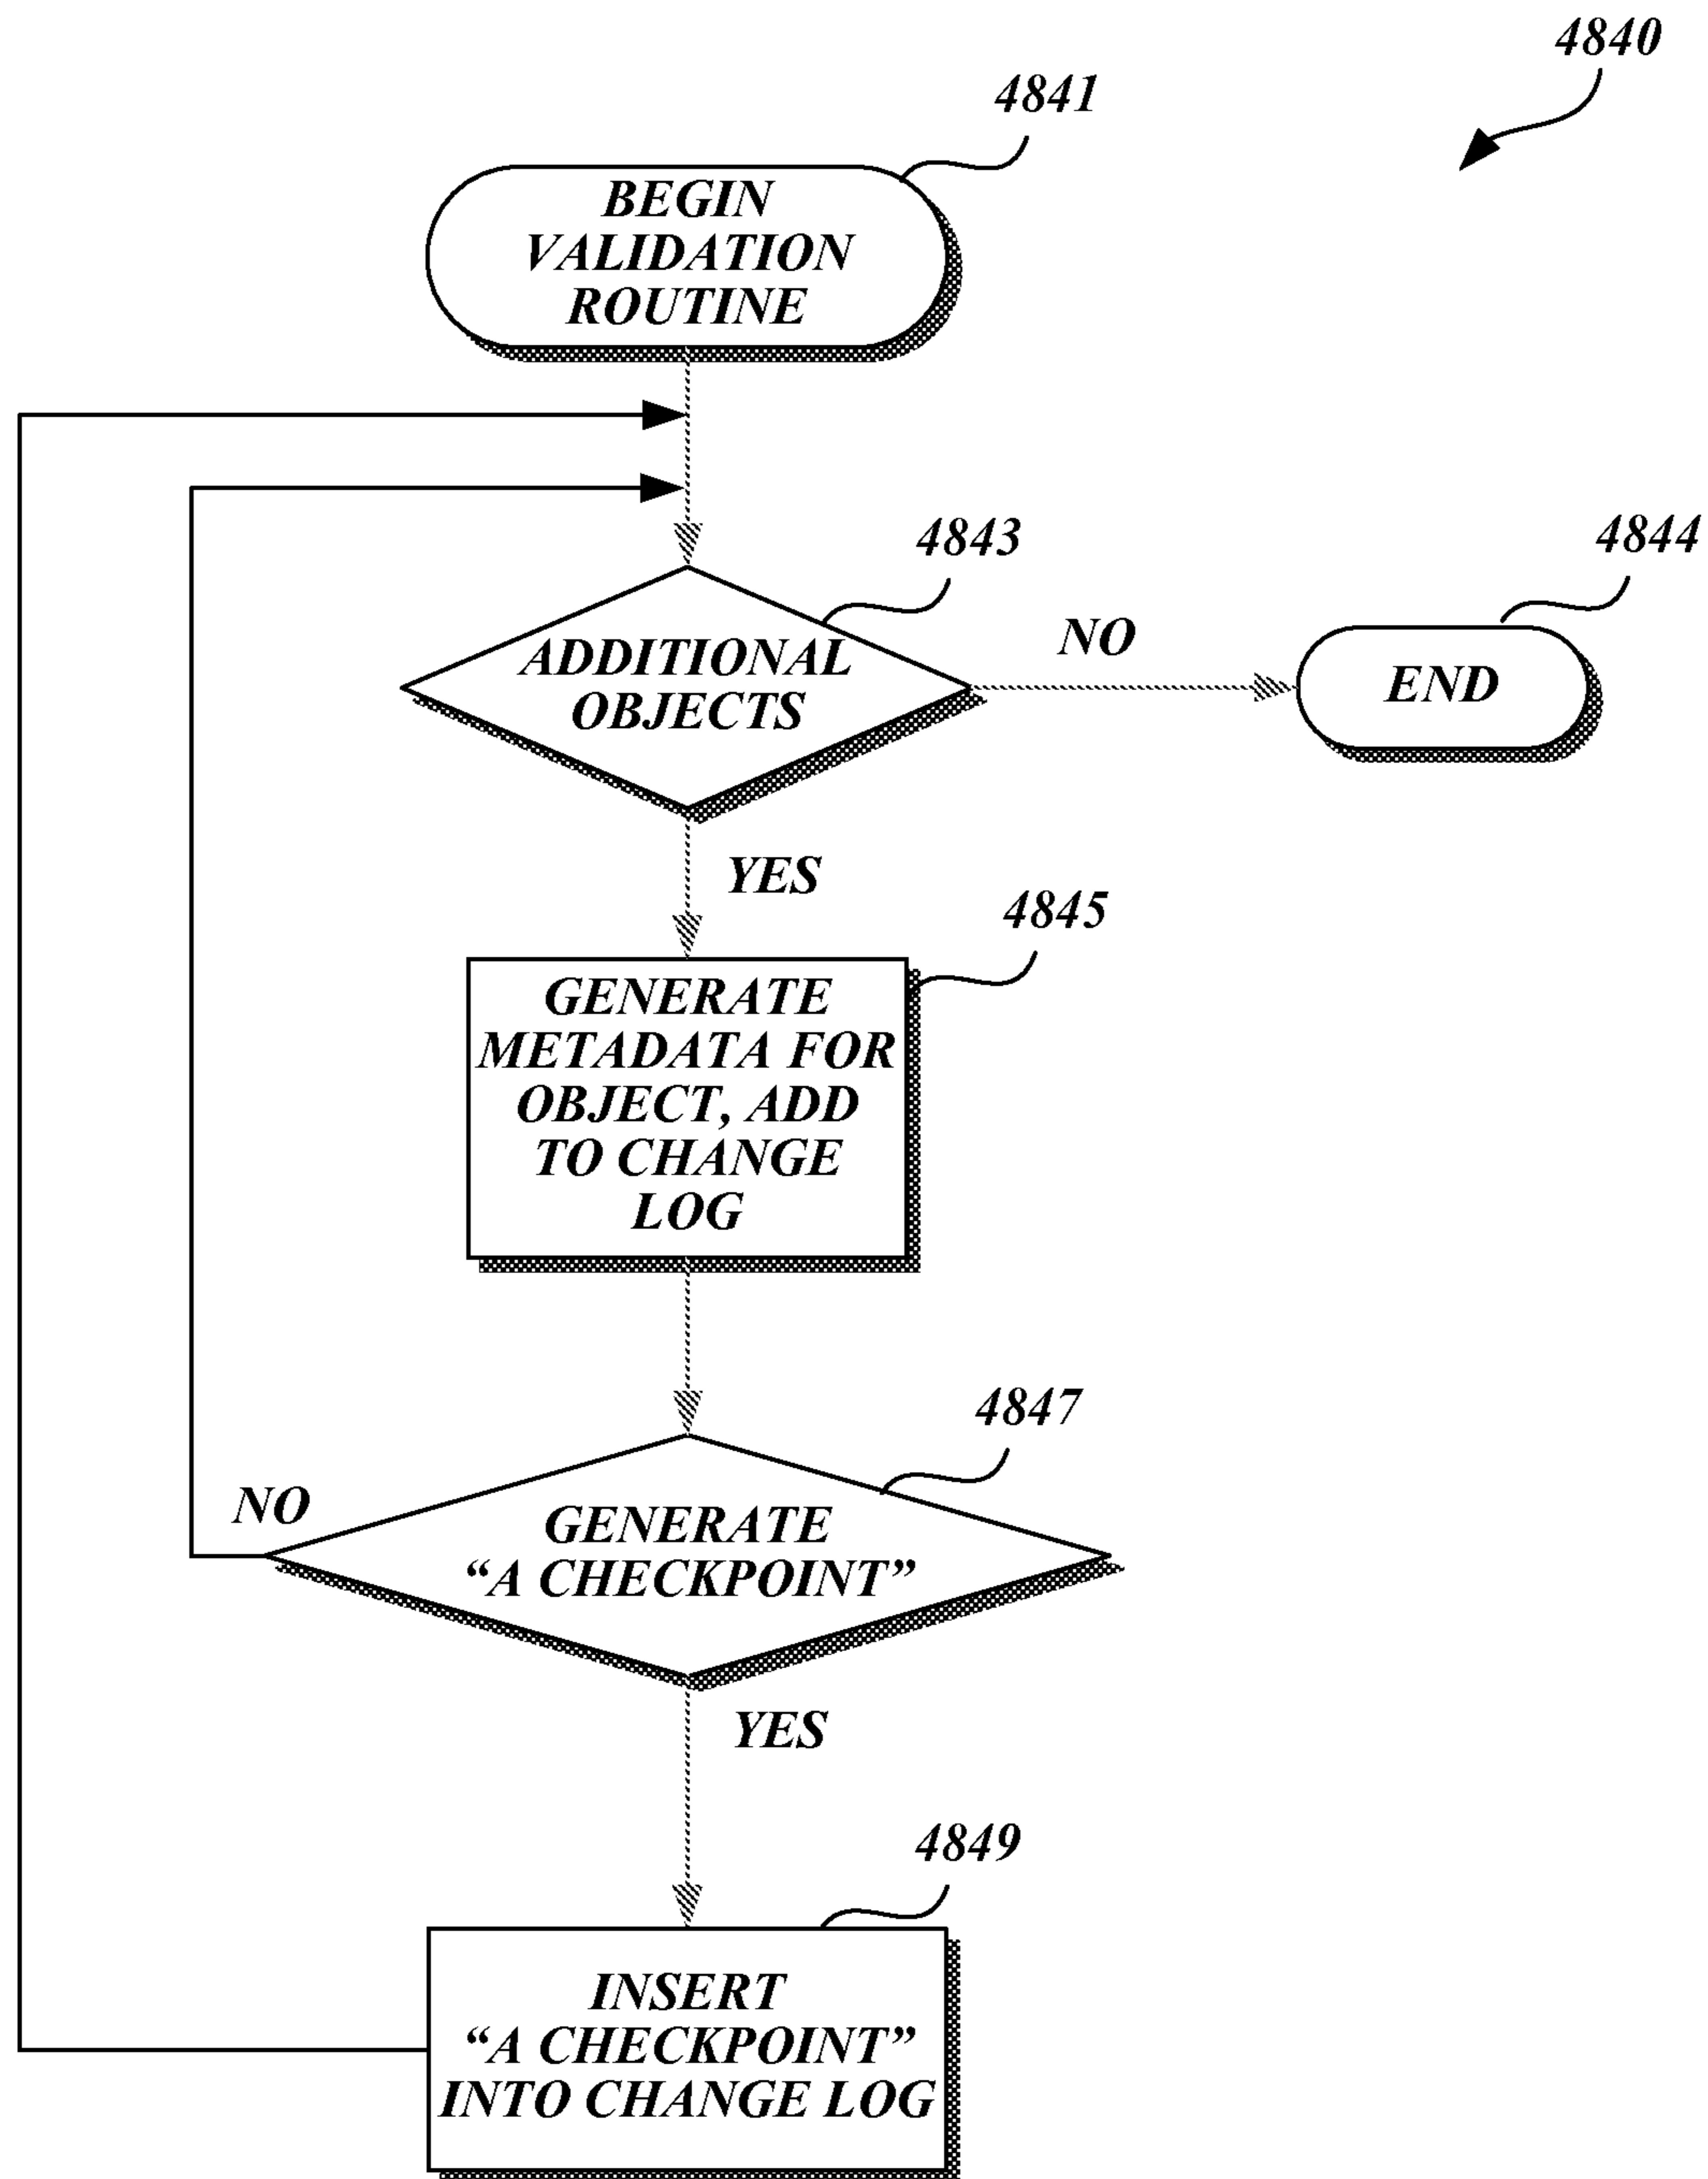 4840
4841
BEGIN
VALIDATION
ROUTINE
4843
4844
ADDITIONAL
OBJECTS
NO
END
YES
4845
GENERATE
METADATA FOR
OBJECT, ADD
TO CHANGE
LOG
4847
NO
GENERATE
“A CHECKPOINT”
YES
4849
INSERT
“A CHECKPOINT”
INTO CHANGE LOG